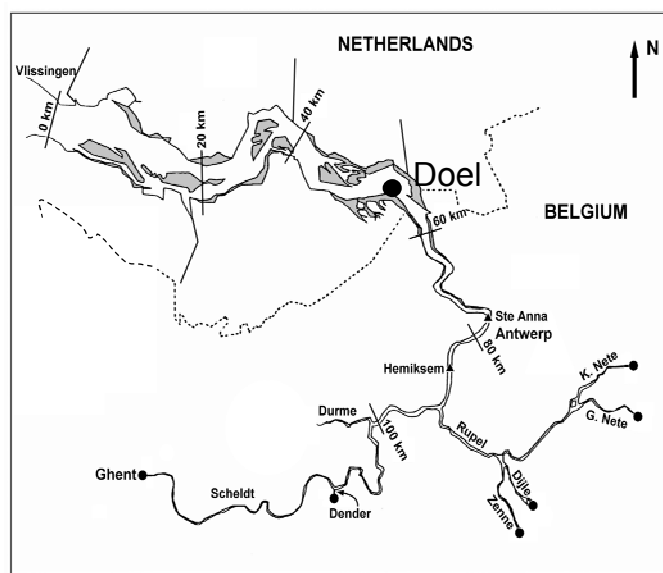 NETHERLANDS
N
Vlissingen
0 km
20 km
40 km
Doel
BELGIUM
60 km
Ste Anna
Antwerp
80 km
Hemiksem
K. Nete
G. Nete
Durme
100 km
Rupel
Ghent
Scheldt
Dender
Dijle
Zenne